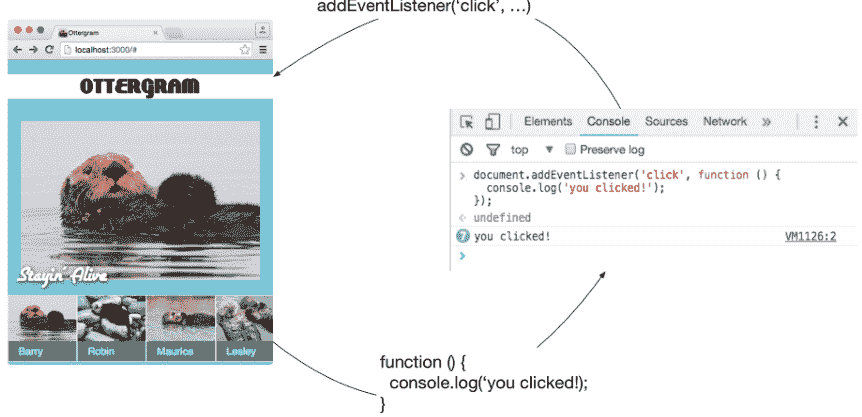 addEventListener(‘click’, …)
Ottergram
localhost:3000/#
OTTERGRAM
Stayin' Alive
Barry
Robin
Maurice
Lesley
Elements Console Sources Network »
top ▼ Preserve log
> document.addEventListener('click', function () {
console.log('you clicked!');
});
undefined
7 you clicked! VM1126:2
>
function () {
console.log(‘you clicked!);
}